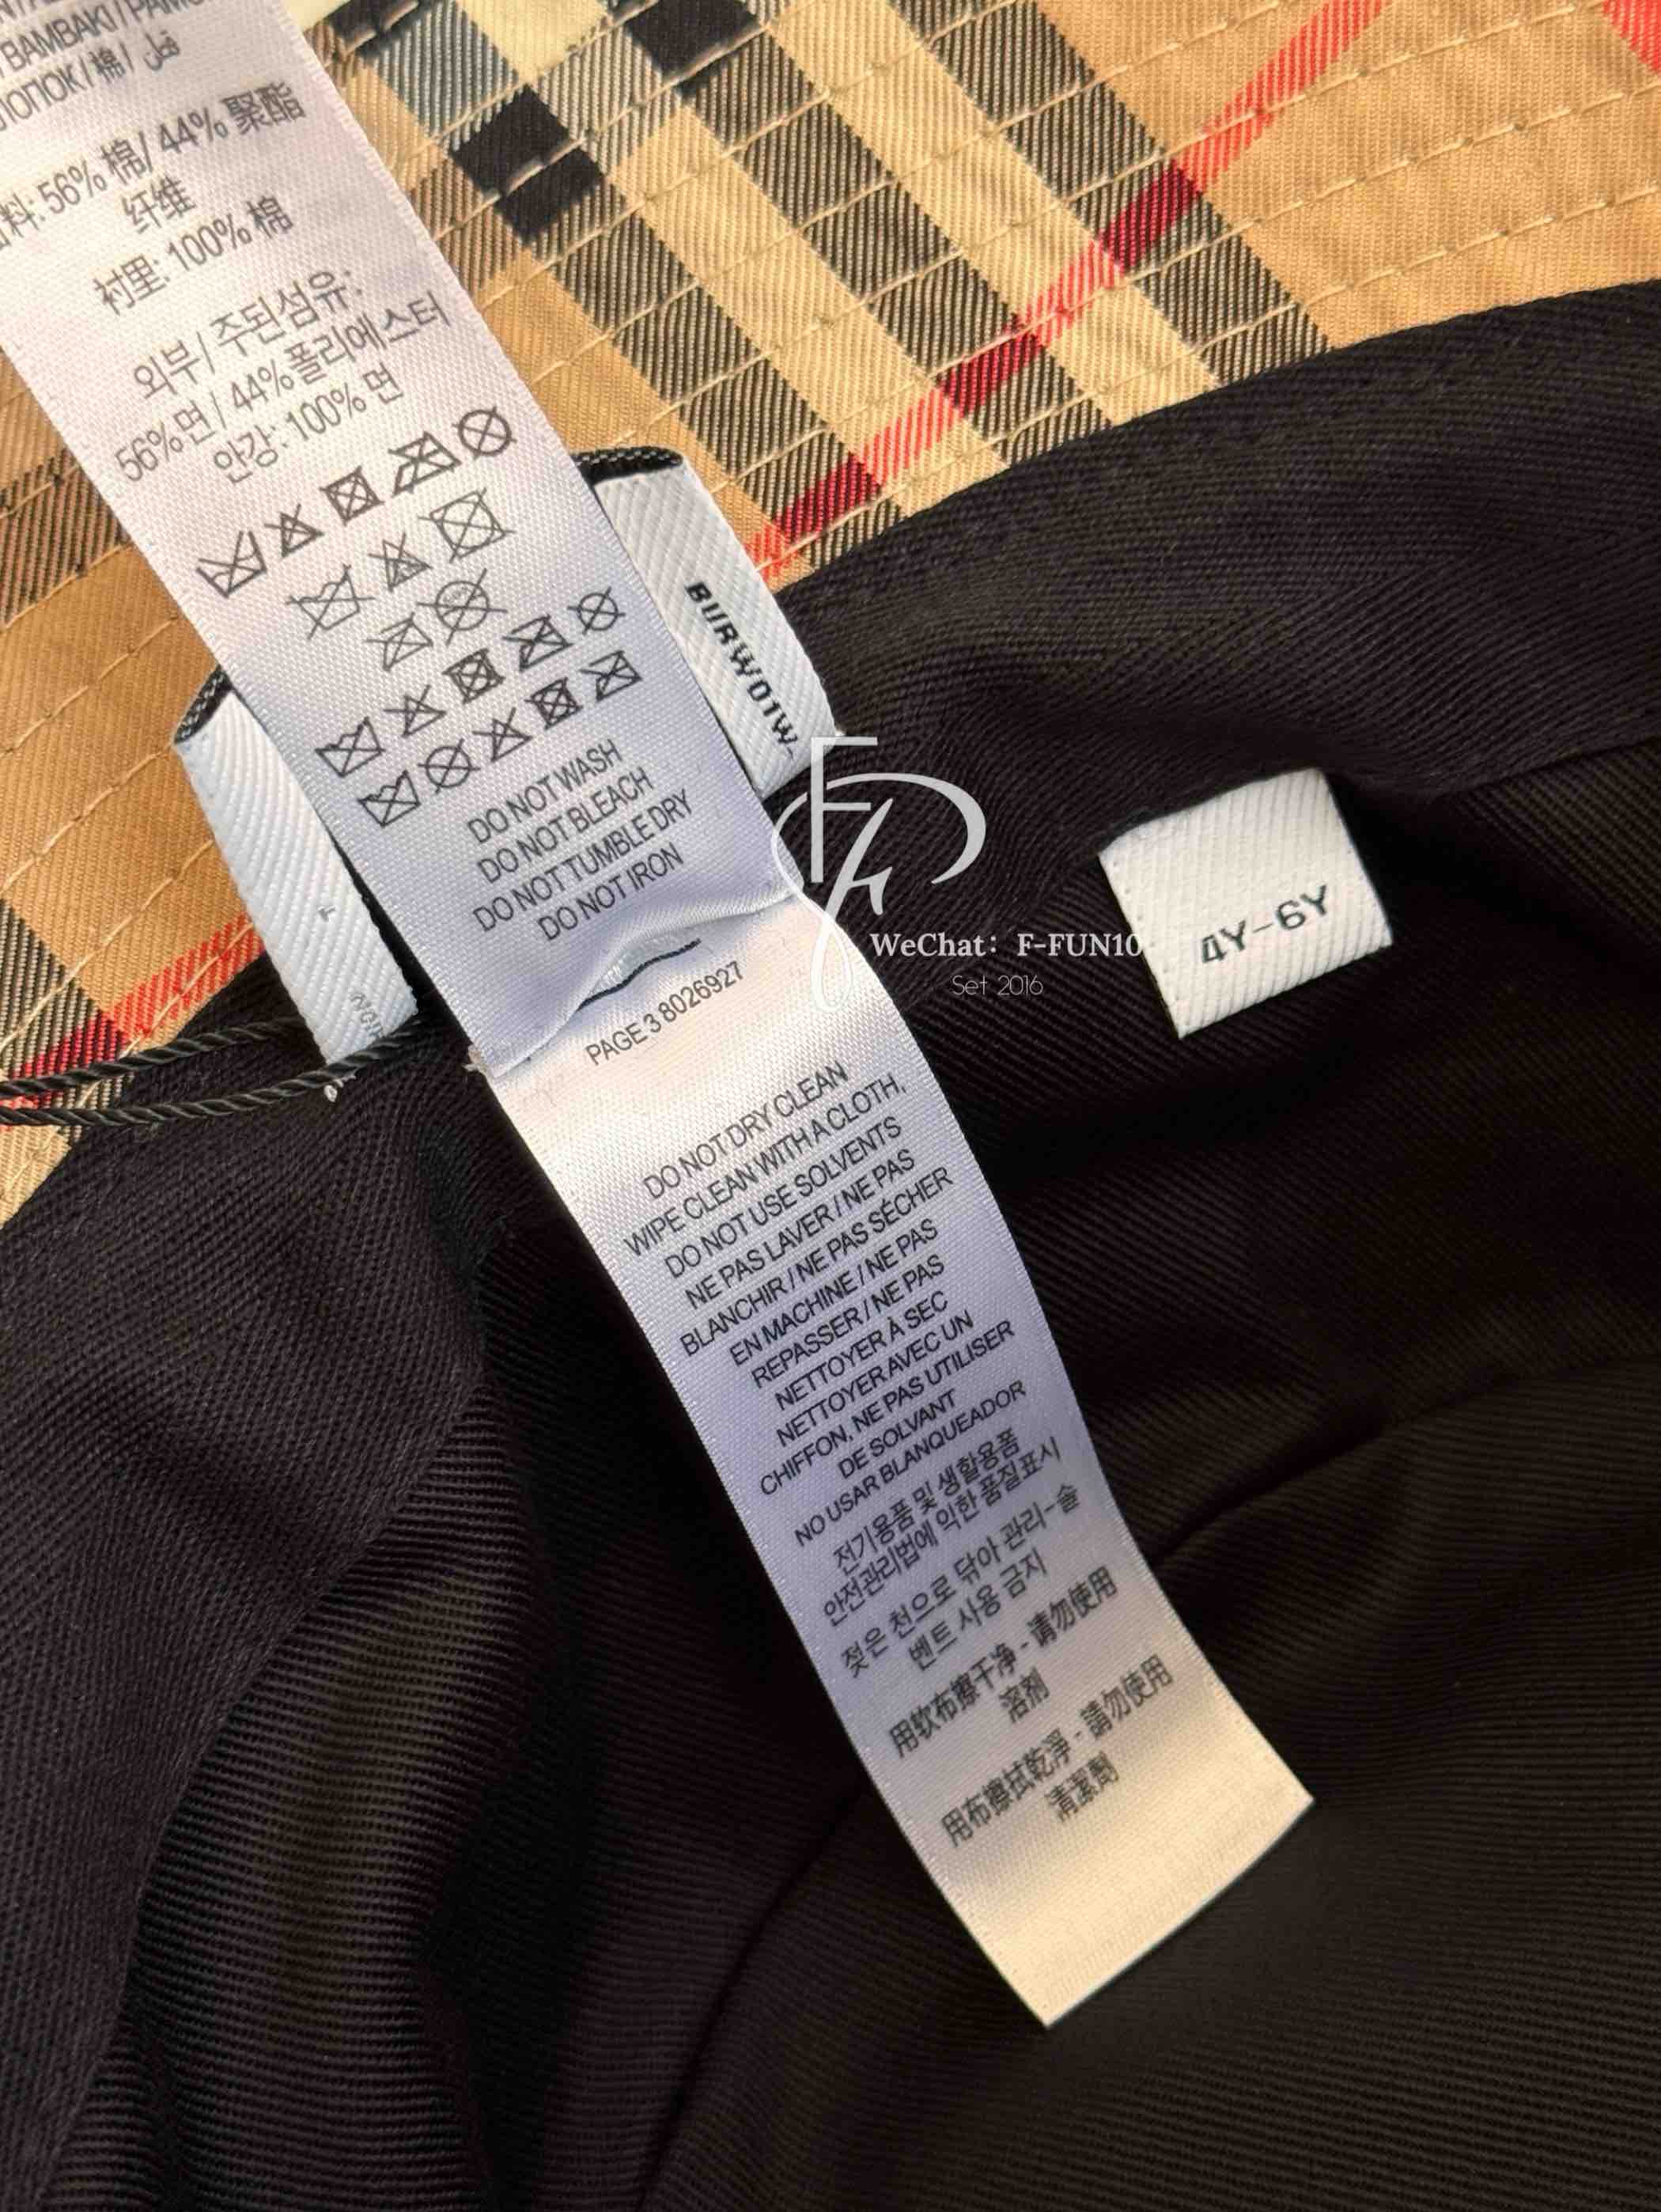 BAMBAKI / PAMU
ПОПОК / 棉 / قطن
料: 56% 棉/ 44% 聚酯
纤维
衬里: 100% 棉
외부/ 주된섬유:
56%면 / 44%폴리에스터
안감: 100% 면
DO NOT WASH
DO NOT BLEACH
DO NOT TUMBLE DRY
DO NOT IRON
PAGE 3 8026927
DO NOT DRY CLEAN
WIPE CLEAN WITH A CLOTH,
DO NOT USE SOLVENTS
NE PAS LAVER / NE PAS
BLANCHIR / NE PAS SÉCHER
EN MACHINE / NE PAS
REPASSER / NE PAS
NETTOYER À SEC
NETTOYER AVEC UN
CHIFFON, NE PAS UTILISER
DE SOLVANT
NO USAR BLANQUEADOR
전기용품 및 생활용품
안전관리법에 익한 품질표시
젖은 천으로 닦아 관리-솔
벤트 사용 금지
用软布擦干净 - 请勿使用
溶剂
用布擦拭乾淨 - 請勿使用
清潔劑
BURW01W-
4Y-6Y
WeChat: F-FUN10
Set 2016